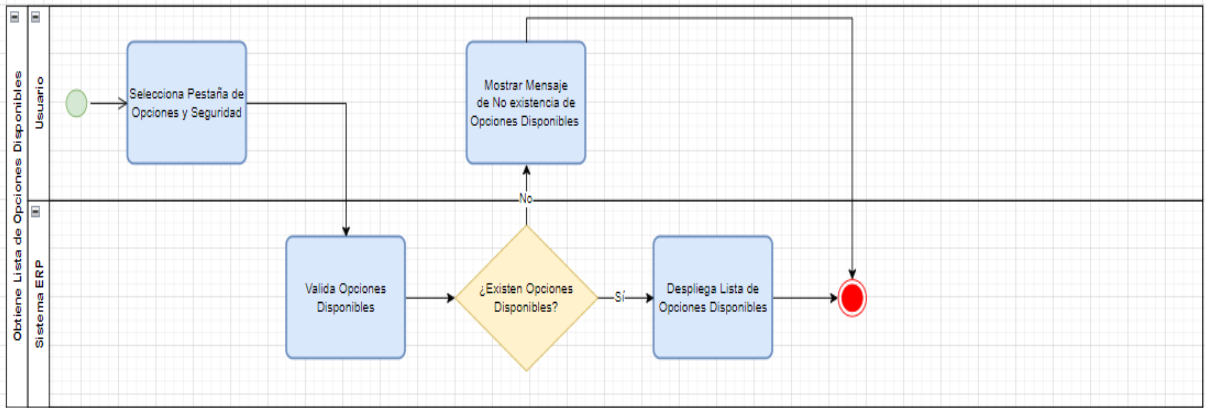 Obtiene Lista de Opciones Disponibles
Usuario
Selecciona Pestaña de
Opciones y Seguridad
Mostrar Mensaje
de No existencia de
Opciones Disponibles
No
Sistema ERP
Valida Opciones
Disponibles
¿Existen Opciones
Disponibles?
Sí
Despliega Lista de
Opciones Disponibles